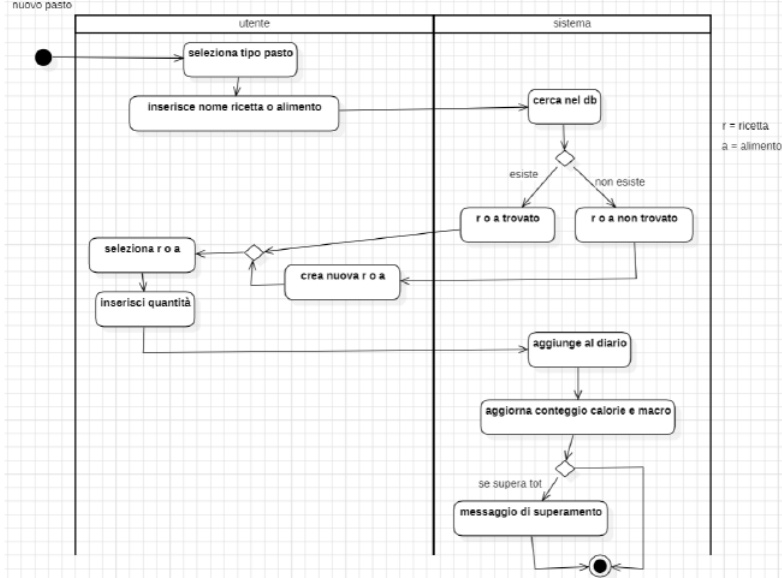 nuovo pasto
utente
sistema
seleziona tipo pasto
inserisce nome ricetta o alimento
cerca nel db
r = ricetta
a = alimento
esiste
non esiste
r o a trovato
r o a non trovato
seleziona r o a
crea nuova r o a
inserisci quantità
aggiunge al diario
aggiorna conteggio calorie e macro
se supera tot
messaggio di superamento